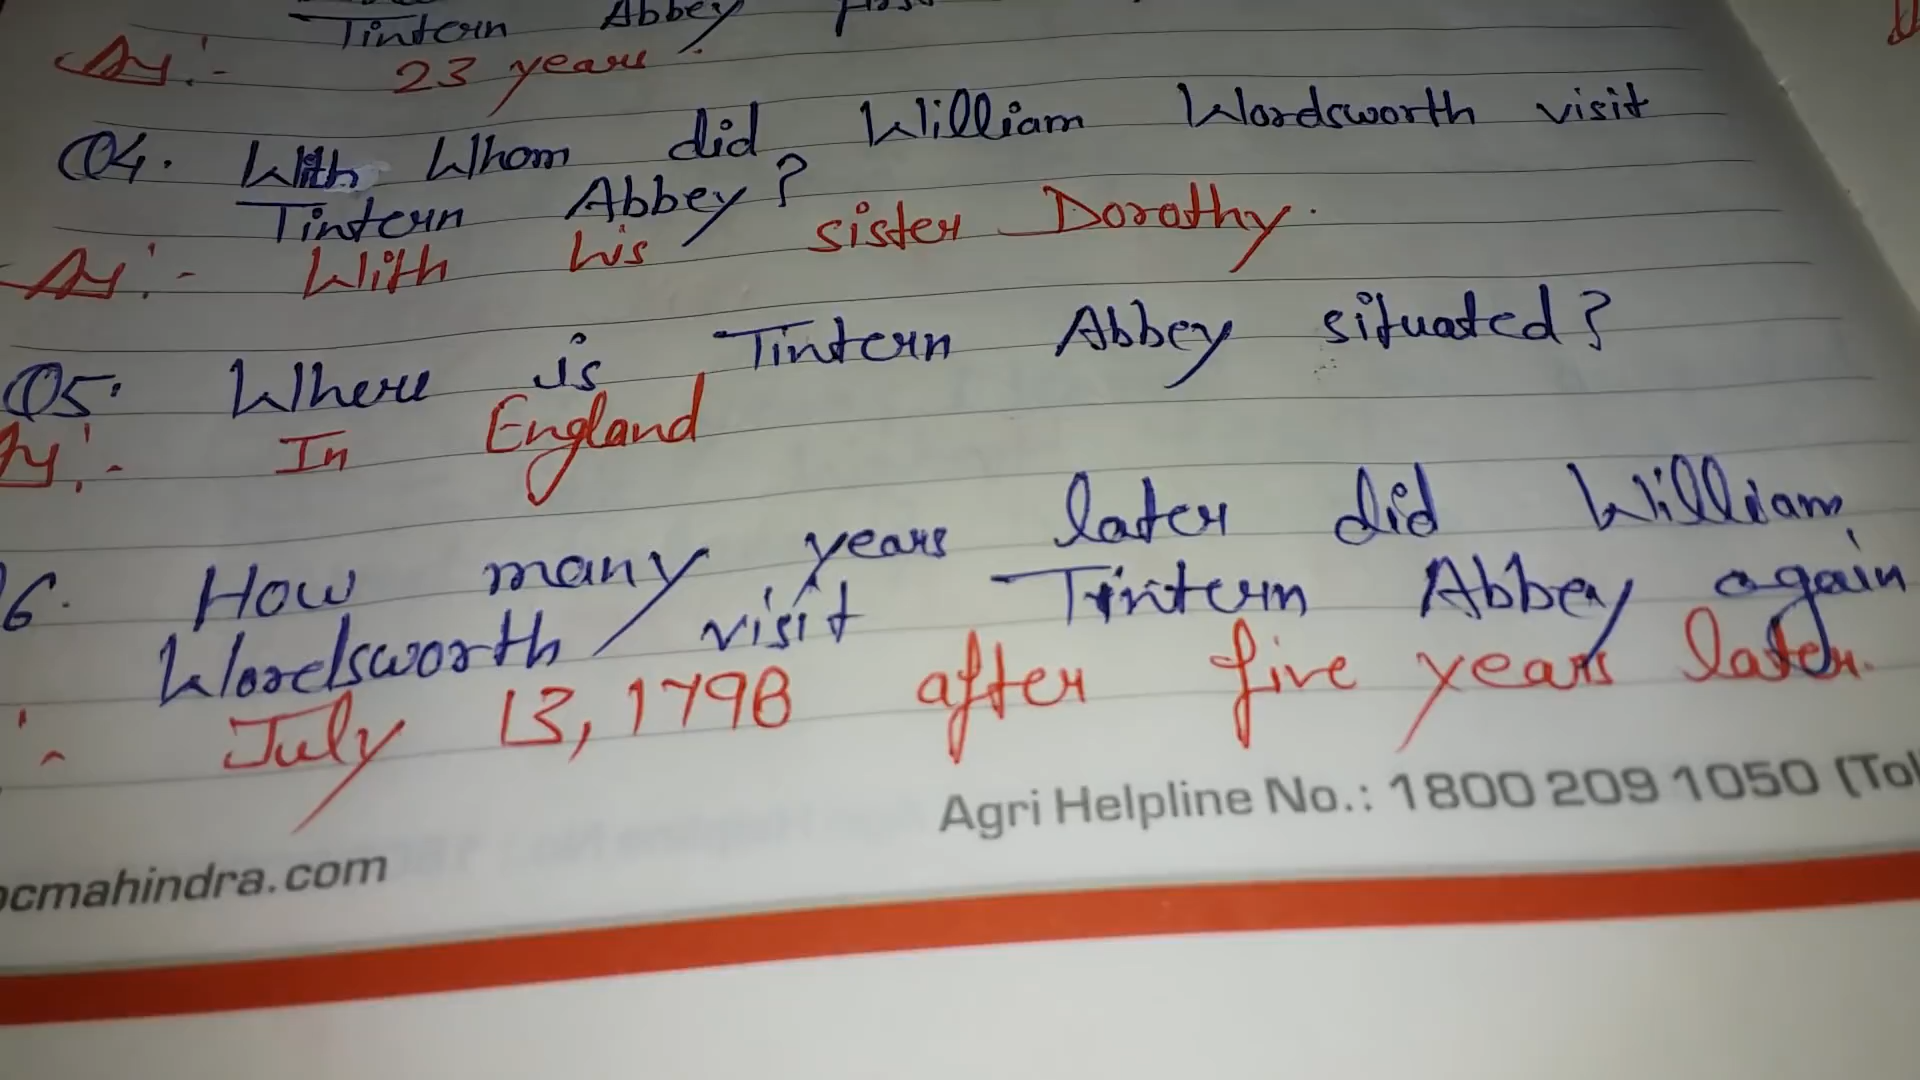 Tintern Abbey
Ans:- 23 years.
Q4. With Whom did William Wordsworth visit
Tintern Abbey?
Ans:- With his sister Dorothy.
Q5. Where is Tintern Abbey situated?
Ans:- In England
6. How many years later did William
Wordsworth visit Tintern Abbey again
:- July 13, 1798 after five years later.
Agri Helpline No.: 1800 209 1050 (Tol
ocmahindra.com